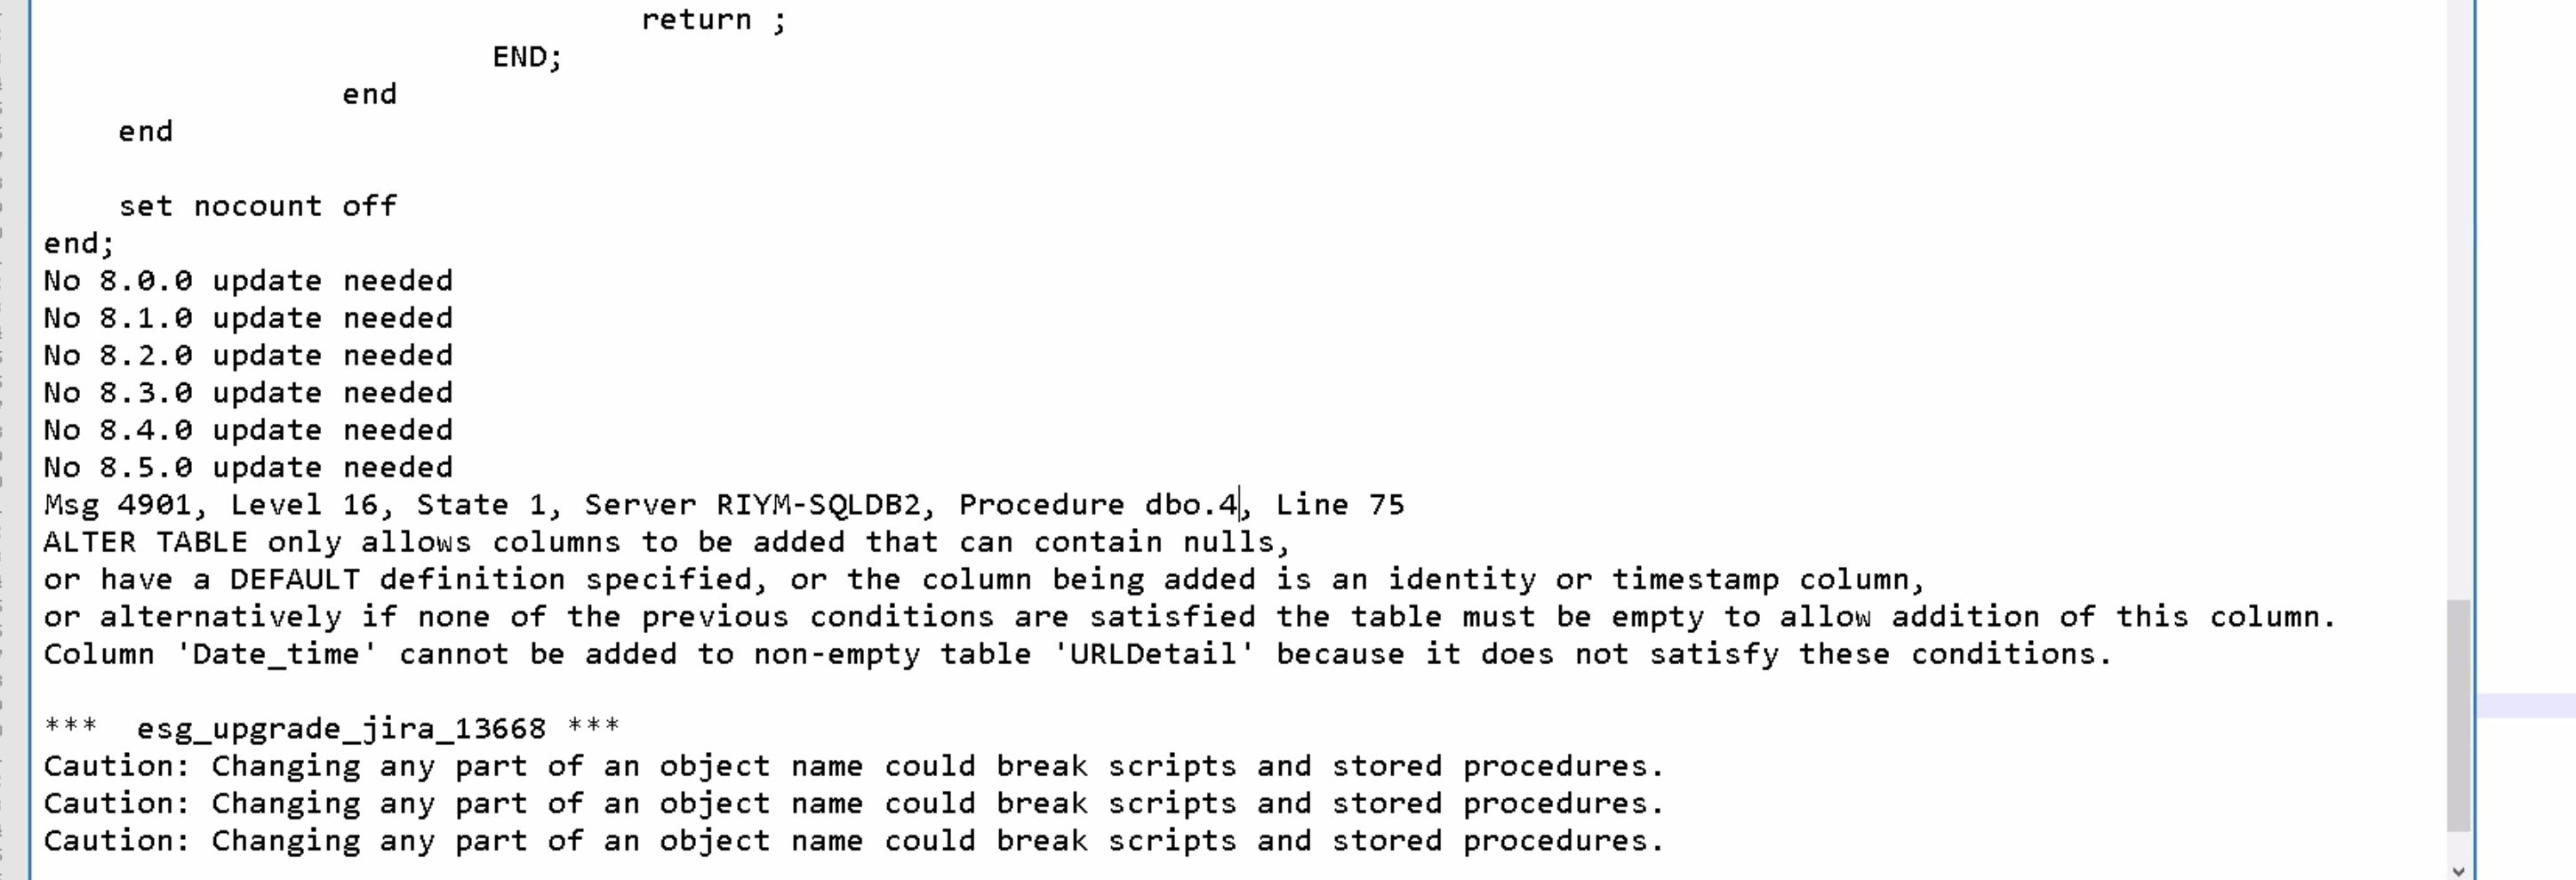 return ;
END;
end
end
set nocount off
end;
No 8.0.0 update needed
No 8.1.0 update needed
No 8.2.0 update needed
No 8.3.0 update needed
No 8.4.0 update needed
No 8.5.0 update needed
Msg 4901, Level 16, State 1, Server RIYM-SQLDB2, Procedure dbo.4, Line 75
ALTER TABLE only allows columns to be added that can contain nulls,
or have a DEFAULT definition specified, or the column being added is an identity or timestamp column,
or alternatively if none of the previous conditions are satisfied the table must be empty to allow addition of this column.
Column 'Date_time' cannot be added to non-empty table 'URLDetail' because it does not satisfy these conditions.
*** esg_upgrade_jira_13668 ***
Caution: Changing any part of an object name could break scripts and stored procedures.
Caution: Changing any part of an object name could break scripts and stored procedures.
Caution: Changing any part of an object name could break scripts and stored procedures.